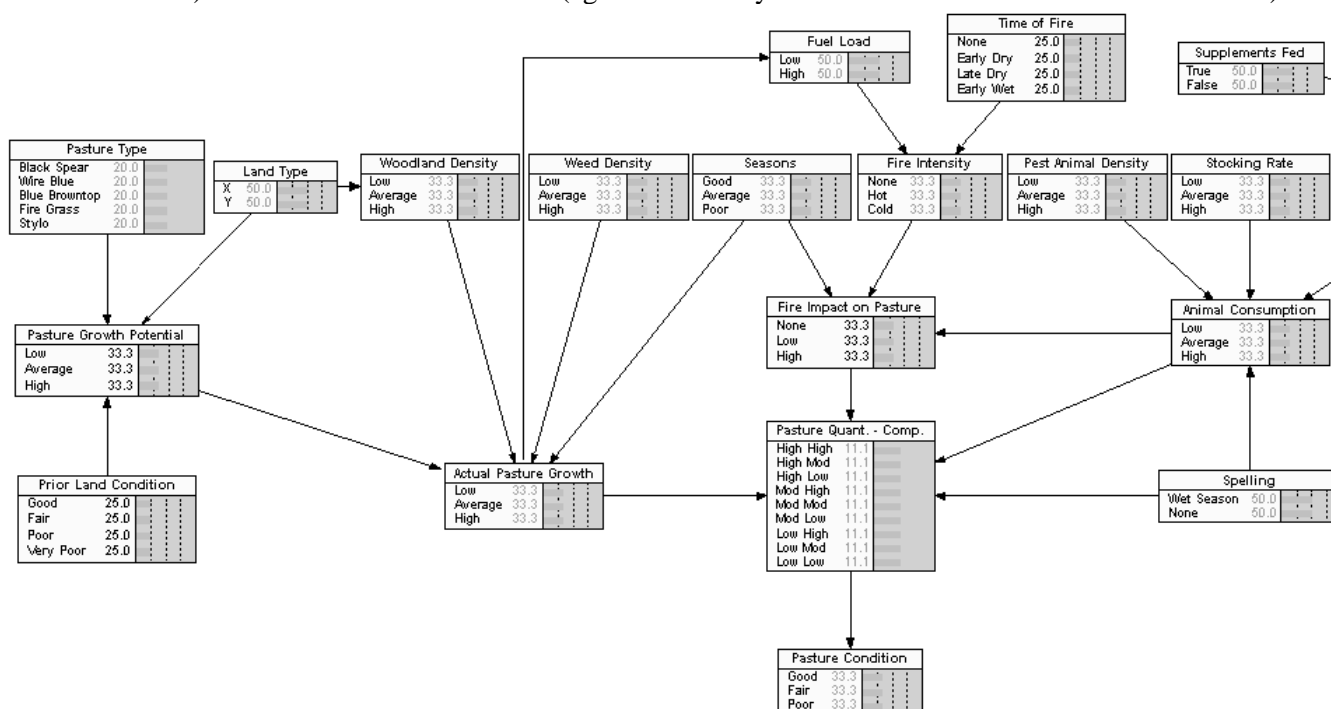 Time of Fire
None 25.0
Early Dry 25.0
Late Dry 25.0
Early Wet 25.0
Fuel Load
Low 50.0
High 50.0
Supplements Fed
True 50.0
False 50.0
Pasture Type
Black Spear 20.0
Wire Blue 20.0
Blue Browntop 20.0
Fire Grass 20.0
Stylo 20.0
Land Type
X 50.0
Y 50.0
Woodland Density
Low 33.3
Average 33.3
High 33.3
Weed Density
Low 33.3
Average 33.3
High 33.3
Seasons
Good 33.3
Average 33.3
Poor 33.3
Fire Intensity
None 33.3
Hot 33.3
Cold 33.3
Pest Animal Density
Low 33.3
Average 33.3
High 33.3
Stocking Rate
Low 33.3
Average 33.3
High 33.3
Pasture Growth Potential
Low 33.3
Average 33.3
High 33.3
Fire Impact on Pasture
None 33.3
Low 33.3
High 33.3
Animal Consumption
Low 33.3
Average 33.3
High 33.3
Prior Land Condition
Good 25.0
Fair 25.0
Poor 25.0
Very Poor 25.0
Actual Pasture Growth
Low 33.3
Average 33.3
High 33.3
Pasture Quant. - Comp.
High High 11.1
High Mod 11.1
High Low 11.1
Mod High 11.1
Mod Mod 11.1
Mod Low 11.1
Low High 11.1
Low Mod 11.1
Low Low 11.1
Spelling
Wet Season 50.0
None 50.0
Pasture Condition
Good 33.3
Fair 33.3
Poor 33.3